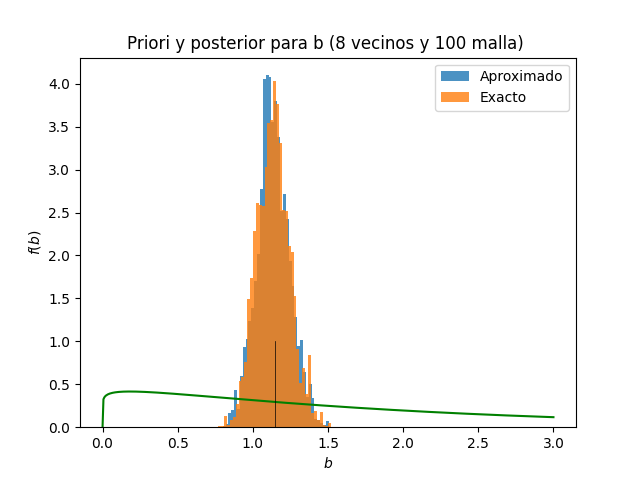 Priori y posterior para b (8 vecinos y 100 malla)
Aproximado
Exacto
4.0
3.5
3.0
2.5
2.0
1.5
1.0
0.5
0.0
f(b)
0.0 0.5 1.0 1.5 2.0 2.5 3.0
b